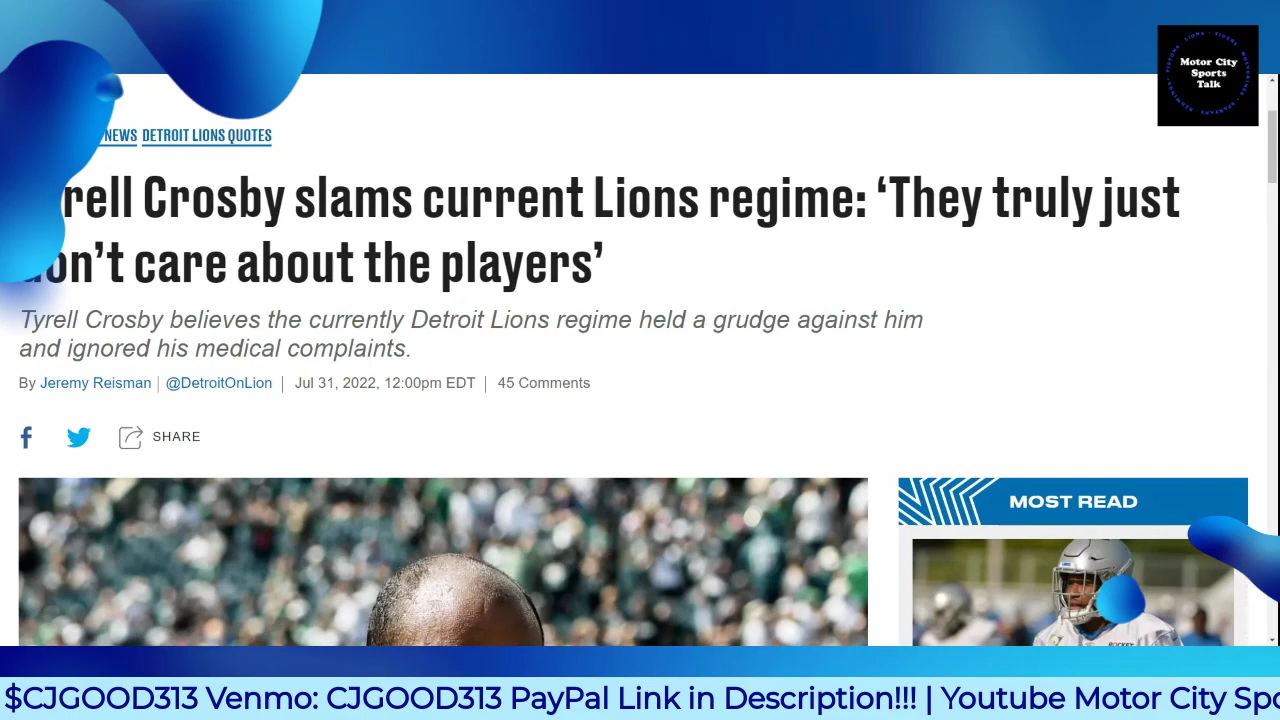 Motor City
Sports
Talk
NEWS DETROIT LIONS QUOTES
rell Crosby slams current Lions regime: ‘They truly just
don’t care about the players’
Tyrell Crosby believes the currently Detroit Lions regime held a grudge against him
and ignored his medical complaints.
By Jeremy Reisman | @DetroitOnLion | Jul 31, 2022, 12:00pm EDT | 45 Comments
SHARE
MOST READ
$CJGOOD313 Venmo: CJGOOD313 PayPal Link in Description!!! | Youtube Motor City Spo